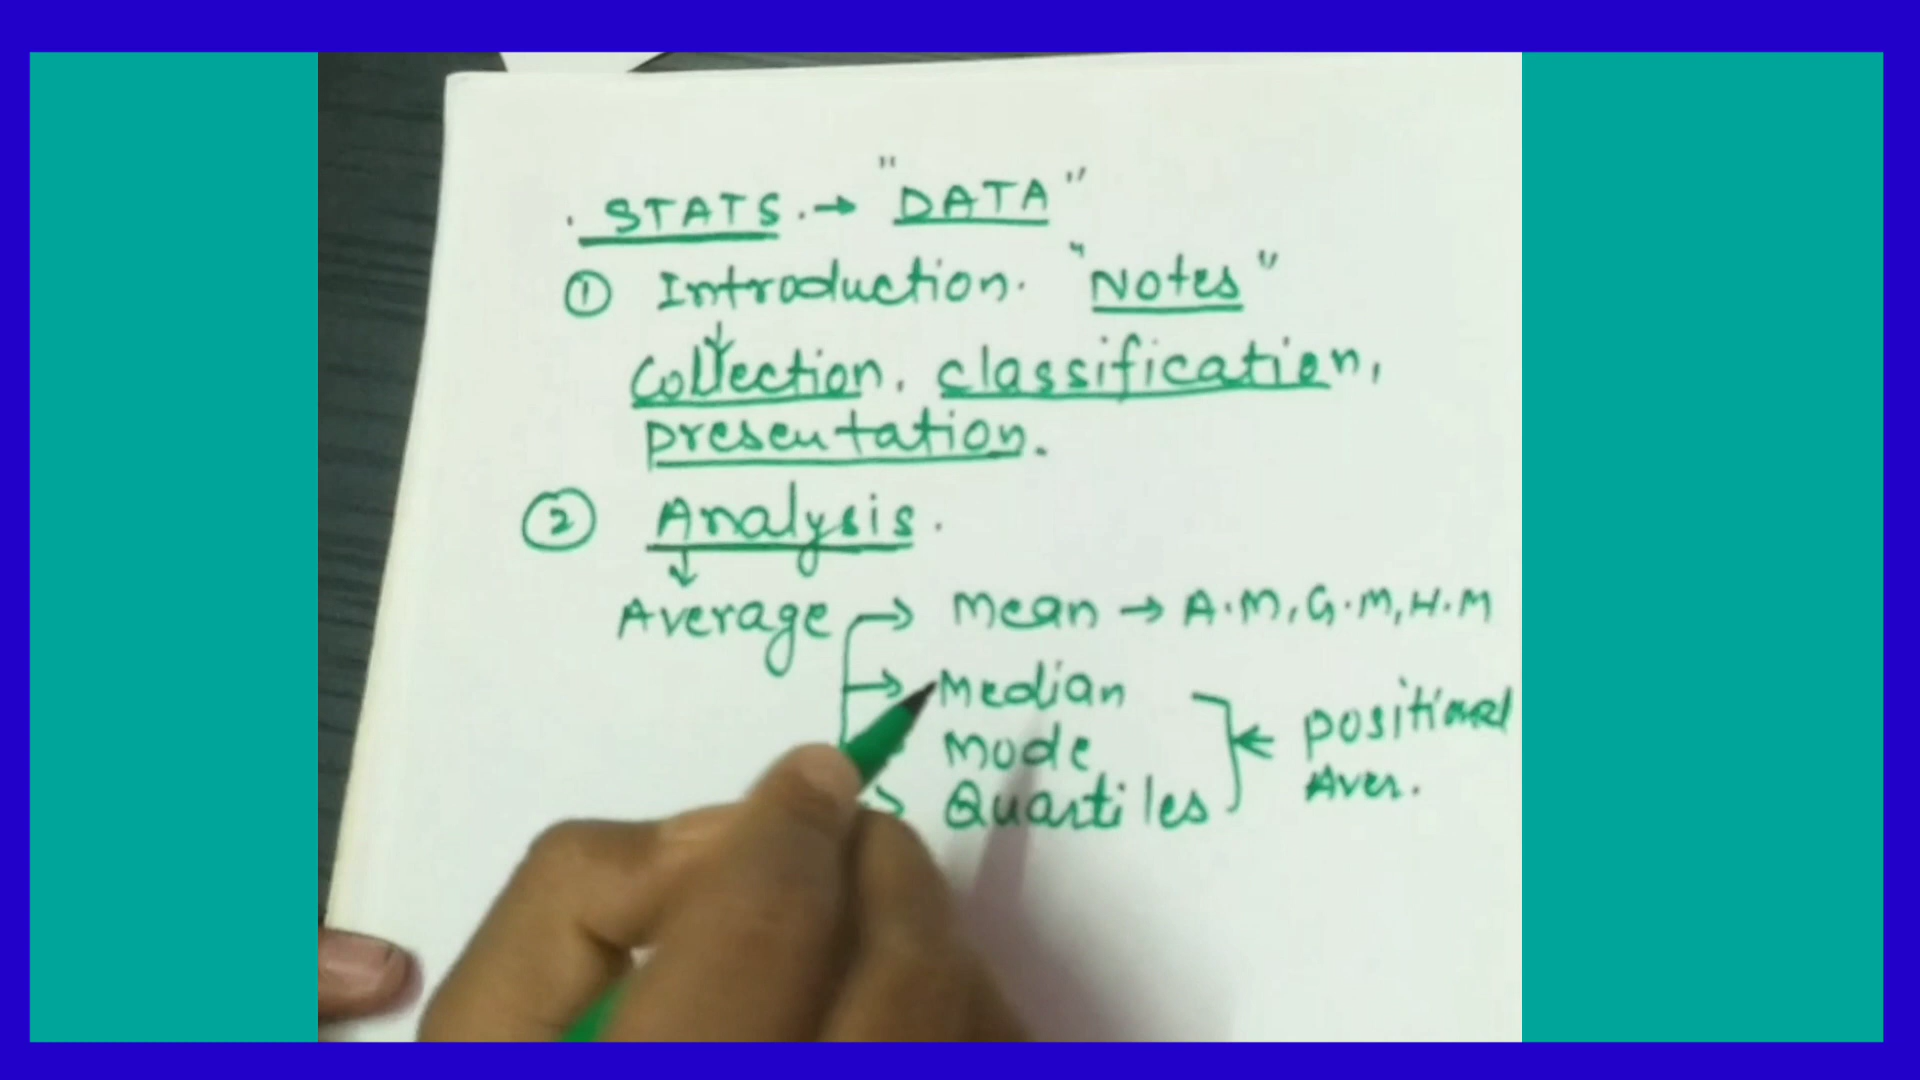 . STATS. → "DATA"
① Introduction. "Notes"
Collection, classification,
presentation.
② Analysis.
Average → Mean → A.M, G.M, H.M
→ Median
Mode
→ Quartiles ← positional
Aver.